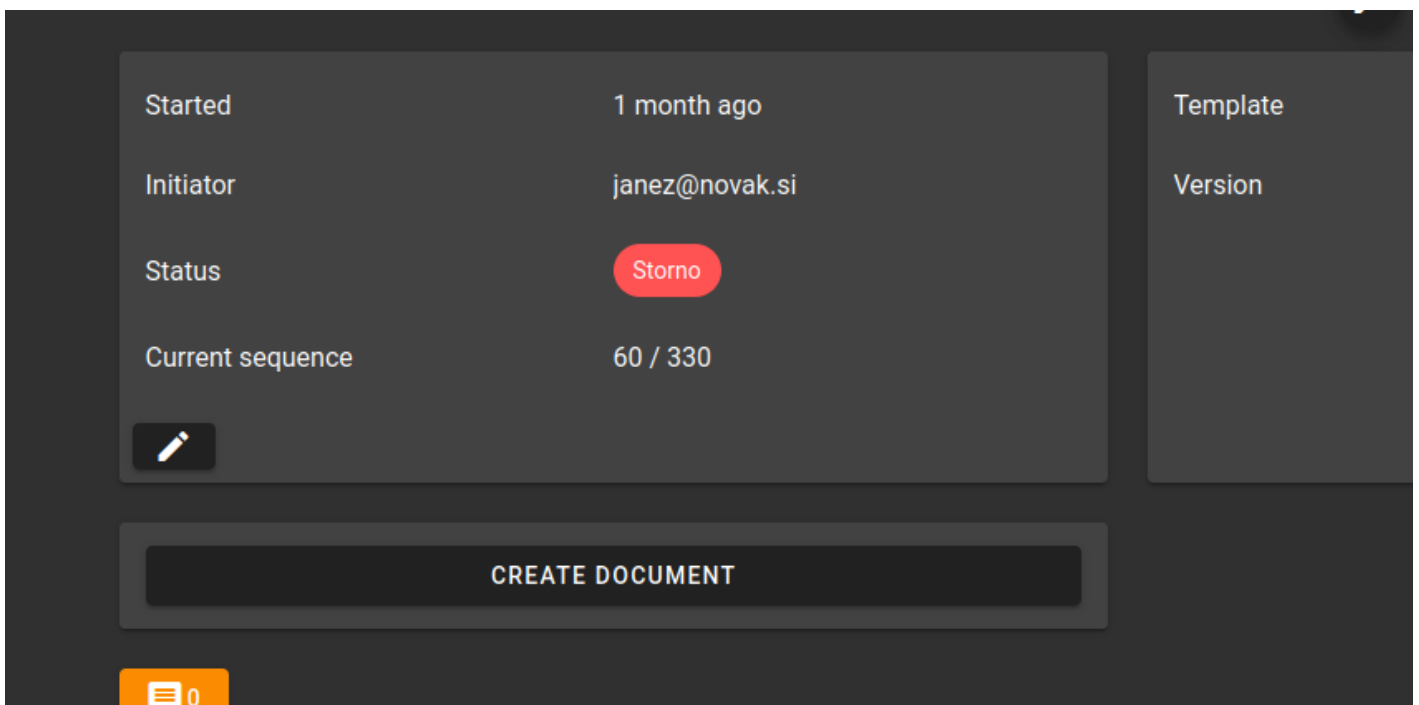 Started 1 month ago
Initiator janez@novak.si
Status Storno
Current sequence 60 / 330
Template
Version
CREATE DOCUMENT
0